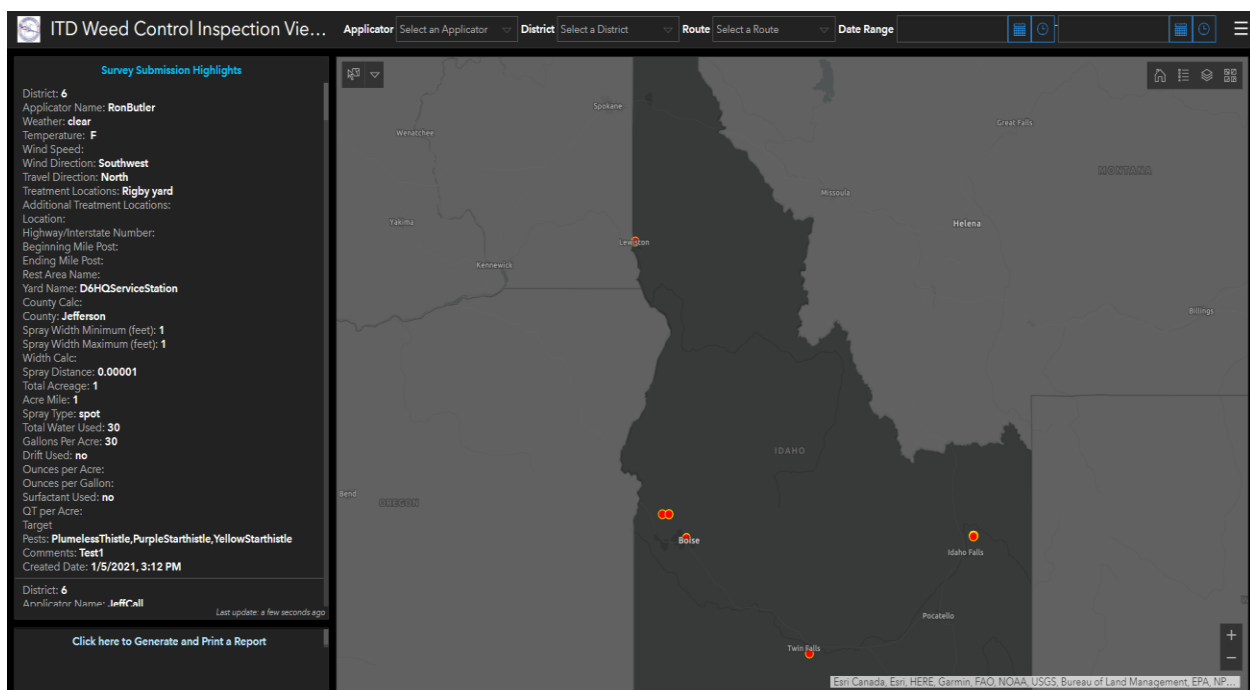 ITD Weed Control Inspection Vie...
Applicator Select an Applicator District Select a District Route Select a Route Date Range
-
Survey Submission Highlights
District: 6
Applicator Name: RonButler
Weather: clear
Temperature: F
Wind Speed:
Wind Direction: Southwest
Travel Direction: North
Treatment Locations: Rigby yard
Additional Treatment Locations:
Location:
Highway/Interstate Number:
Beginning Mile Post:
Ending Mile Post:
Rest Area Name:
Yard Name: D6HQServiceStation
County Calc:
County: Jefferson
Spray Width Minimum (feet): 1
Spray Width Maximum (feet): 1
Width Calc:
Spray Distance: 0.00001
Total Acreage: 1
Acre Mile: 1
Spray Type: spot
Total Water Used: 30
Gallons Per Acre: 30
Drift Used: no
Ounces per Acre:
Ounces per Gallon:
Surfactant Used: no
QT per Acre:
Target
Pests: PlumelessThistle,PurpleStarthistle,YellowStarthistle
Comments: Test1
Created Date: 1/5/2021, 3:12 PM
District: 6
Applicator Name: JeffCall
Last update: a few seconds ago
Click here to Generate and Print a Report
Spokane
Wenatchee
Great Falls
MONTANA
Missoula
Yakima
Helena
Lewiston
Kennewick
Billings
IDAHO
Bend
OREGON
Boise
Idaho Falls
Pocatello
Twin Falls
+
−
Esri Canada, Esri, HERE, Garmin, FAO, NOAA, USGS, Bureau of Land Management, EPA, NP...